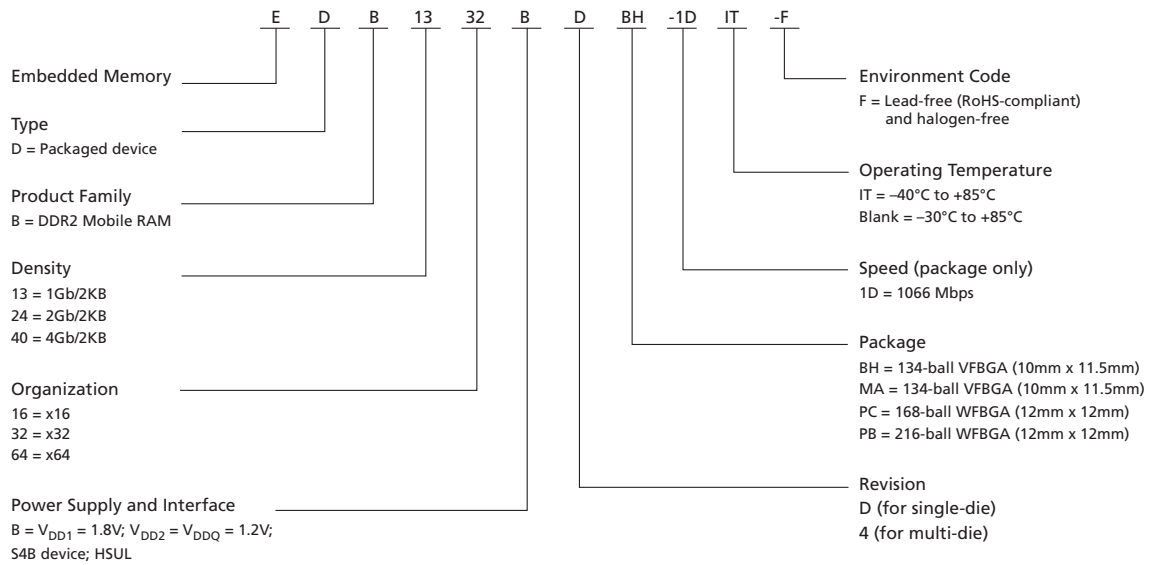 E D B 13 32 B D BH -1D IT -F
Embedded Memory
Type
D = Packaged device
Product Family
B = DDR2 Mobile RAM
Density
13 = 1Gb/2KB
24 = 2Gb/2KB
40 = 4Gb/2KB
Organization
16 = x16
32 = x32
64 = x64
Power Supply and Interface
B = VDD1 = 1.8V; VDD2 = VDDQ = 1.2V;
S4B device; HSUL
Environment Code
F = Lead-free (RoHS-compliant)
and halogen-free
Operating Temperature
IT = –40°C to +85°C
Blank = –30°C to +85°C
Speed (package only)
1D = 1066 Mbps
Package
BH = 134-ball VFBGA (10mm x 11.5mm)
MA = 134-ball VFBGA (10mm x 11.5mm)
PC = 168-ball WFBGA (12mm x 12mm)
PB = 216-ball WFBGA (12mm x 12mm)
Revision
D (for single-die)
4 (for multi-die)